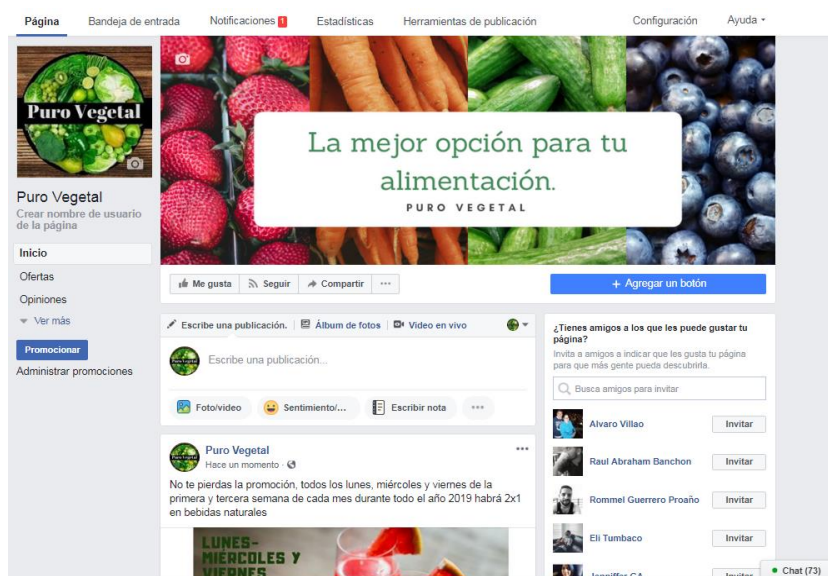 Página Bandeja de entrada Notificaciones 1 Estadísticas Herramientas de publicación Configuración Ayuda
Puro Vegetal
La mejor opción para tu
alimentación.
PURO VEGETAL
Puro Vegetal
Crear nombre de usuario
de la página
Inicio
Ofertas
Opiniones
Ver más
Promocionar
Administrar promociones
Me gusta Seguir Compartir ···
+ Agregar un botón
Escribe una publicación. Álbum de fotos Video en vivo
Escribe una publicación...
Foto/video Sentimiento/... Escribir nota ···
Puro Vegetal
Hace un momento ·
No te pierdas la promoción, todos los lunes, miércoles y viernes de la
primera y tercera semana de cada mes durante todo el año 2019 habrá 2x1
en bebidas naturales
LUNES-
MIÉRCOLES Y
VIERNES
¿Tienes amigos a los que les puede gustar tu
página?
Invita a amigos a indicar que les gusta tu página
para que más gente pueda descubrirla.
Busca amigos para invitar
Alvaro Villao Invitar
Raul Abraham Banchon Invitar
Rommel Guerrero Proaño Invitar
Eli Tumbaco Invitar
Jenniffer CA Invitar
Chat (73)